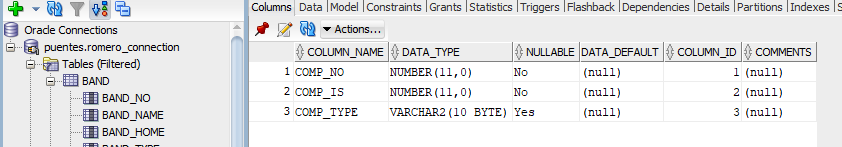 Oracle Connections
puentes.romero_connection
Tables (Filtered)
BAND
BAND_NO
BAND_NAME
BAND_HOME
Columns Data Model Constraints Grants Statistics Triggers Flashback Dependencies Details Partitions Indexes
Actions...
COLUMN_NAME DATA_TYPE NULLABLE DATA_DEFAULT COLUMN_ID COMMENTS
1 COMP_NO NUMBER(11,0) No (null) 1 (null)
2 COMP_IS NUMBER(11,0) No (null) 2 (null)
3 COMP_TYPE VARCHAR2(10 BYTE) Yes (null) 3 (null)